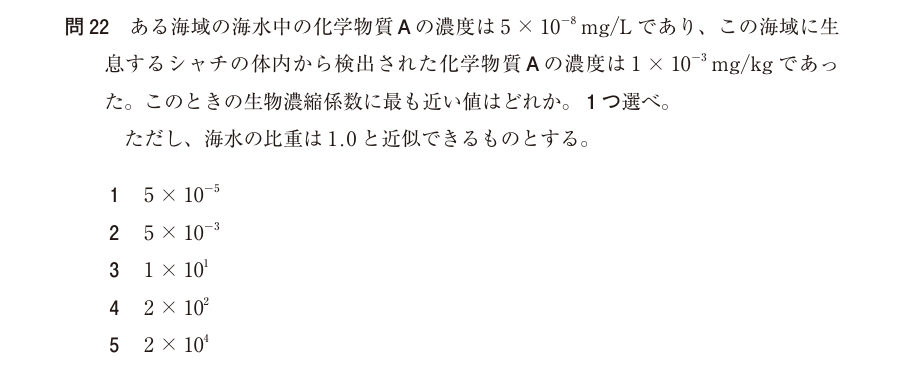 問 22　ある海域の海水中の化学物質Aの濃度は 5 × 10⁻⁸ mg/L であり、この海域に生
息するシャチの体内から検出された化学物質Aの濃度は 1 × 10⁻³ mg/kg であっ
た。このときの生物濃縮係数に最も近い値はどれか。1つ選べ。
ただし、海水の比重は 1.0 と近似できるものとする。
1　5 × 10⁻⁵
2　5 × 10⁻³
3　1 × 10¹
4　2 × 10²
5　2 × 10⁴